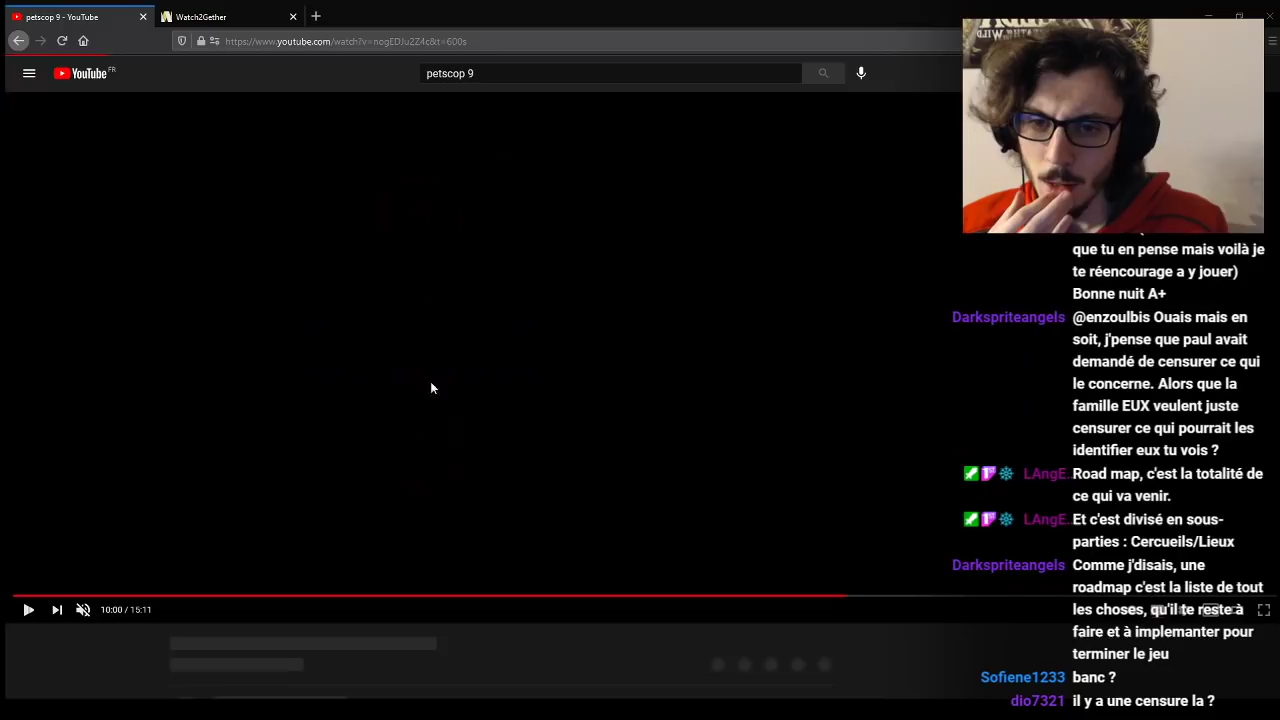 petscop 9 - YouTube
Watch2Gether
https://www.youtube.com/watch?v=nogEDJu2Z4c&t=600s
YouTube FR
petscop 9
que tu en pense mais voilà je
te réencourage a y jouer)
Bonne nuit A+
Darkspriteangels @enzoulbis Ouais mais en
soit, j'pense que paul avait
demandé de censurer ce qui
le concerne. Alors que la
famille EUX veulent juste
censurer ce qui pourrait les
identifier eux tu vois ?
LAngE... Road map, c'est la totalité de
ce qui va venir.
LAngE... Et c'est divisé en sous-
parties : Cercueils/Lieux
Darkspriteangels Comme j'disais, une
roadmap c'est la liste de tout
les choses, qu'il te reste à
faire et à implemanter pour
terminer le jeu
Sofiene1233 banc ?
dio7321 il y a une censure la ?
10:00 / 15:11